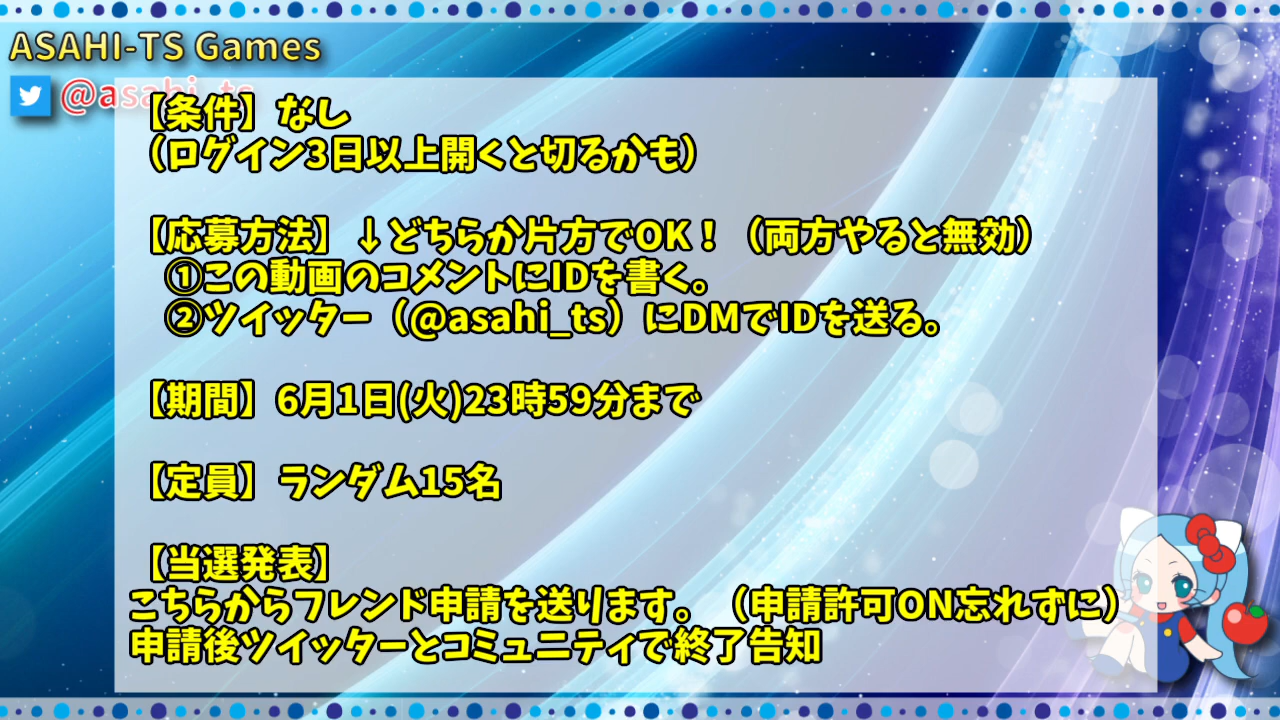 ASAHI-TS Games
@asahi_ts
【条件】なし
（ログイン3日以上開くと切るかも）
【応募方法】↓どちらか片方でOK！（両方やると無効）
①この動画のコメントにIDを書く。
②ツイッター（@asahi_ts）にDMでIDを送る。
【期間】6月1日(火)23時59分まで
【定員】ランダム15名
【当選発表】
こちらからフレンド申請を送ります。（申請許可ON忘れずに）
申請後ツイッターとコミュニティで終了告知